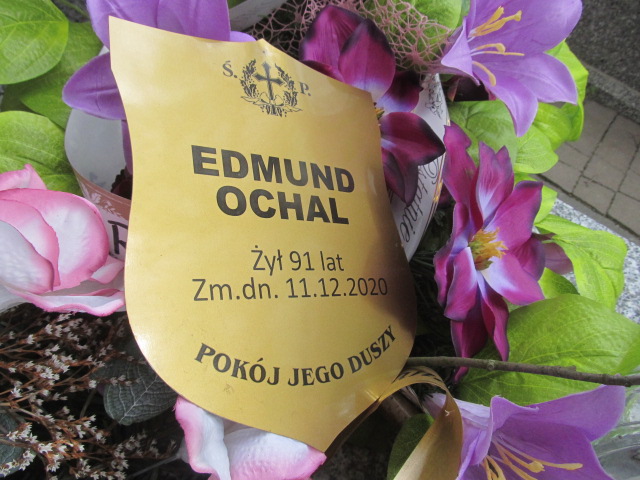 Ś. P.
EDMUND
OCHAL
Żył 91 lat
Zm.dn. 11.12.2020
POKÓJ JEGO DUSZY